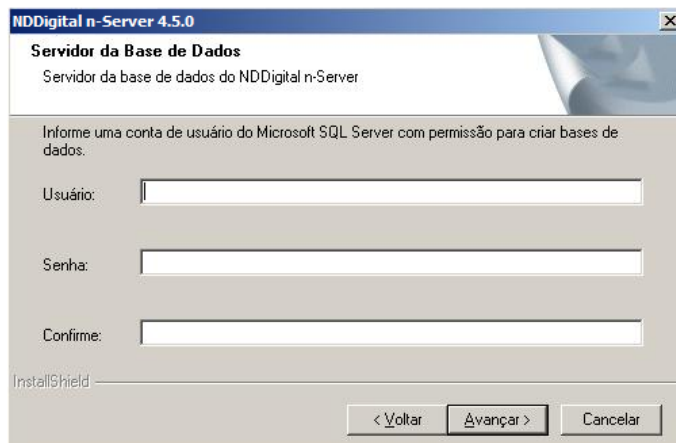 NDDigital n-Server 4.5.0
Servidor da Base de Dados
Servidor da base de dados do NDDigital n-Server
Informe uma conta de usuário do Microsoft SQL Server com permissão para criar bases de
dados.
Usuário:
Senha:
Confirme:
InstallShield
< Voltar Avançar > Cancelar